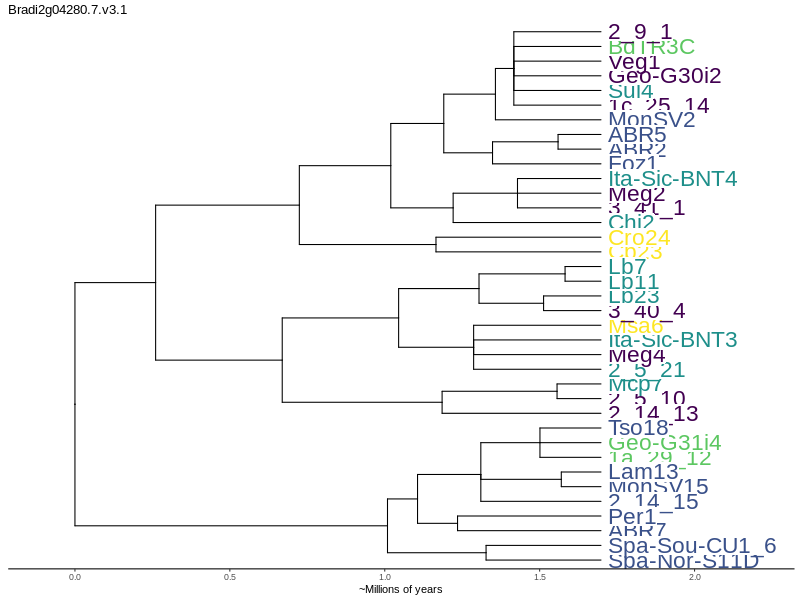 Bradi2g04280.7.v3.1
2_9_1
BdTR3C
Veg1
Geo-G30i2
Sul4
1c_25_14
MonSV2
ABR5
ABR2
Foz1
Ita-Sic-BNT4
Meg2
3_41_1
Chi2
Cro24
Cb23
Lb7
Lb11
Lb23
3_40_4
Msa6
Ita-Sic-BNT3
Meg4
2_5_21
Mcp7
2_5_10
2_14_13
Tso18
Geo-G31i4
1a_29_12
Lam13
MonSV15
2_14_15
Per1
ABR7
Spa-Sou-CU1_6
Spa-Nor-S11D
0.0 0.5 1.0 1.5 2.0
~Millions of years